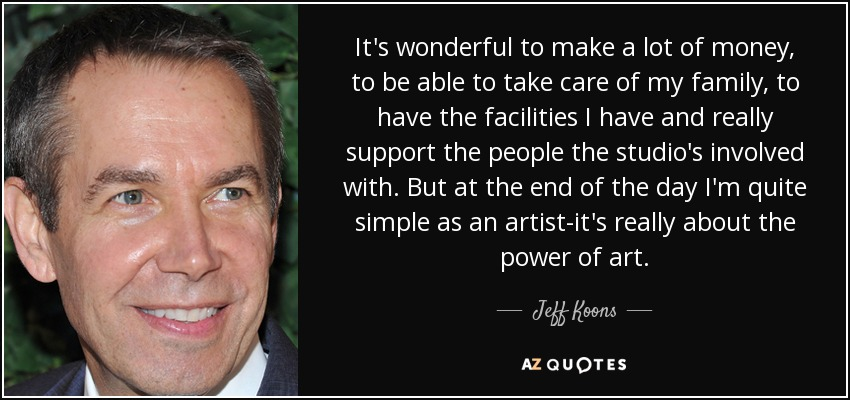 It's wonderful to make a lot of money,
to be able to take care of my family, to
have the facilities I have and really
support the people the studio's involved
with. But at the end of the day I'm quite
simple as an artist-it's really about the
power of art.
Jeff Koons
AZ QUOTES